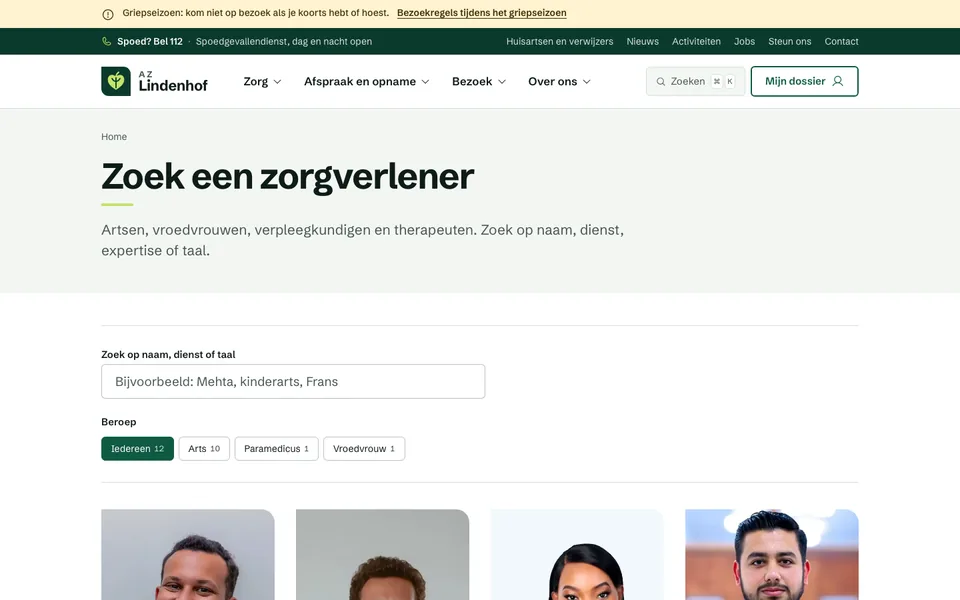 Griepseizoen: kom niet op bezoek als je koorts hebt of hoest. Bezoekregels tijdens het griepseizoen
Spoed? Bel 112 · Spoedgevallendienst, dag en nacht open
Huisartsen en verwijzers Nieuws Activiteiten Jobs Steun ons Contact
AZ
Lindenhof
Zorg Afspraak en opname Bezoek Over ons
Zoeken ⌘ K
Mijn dossier
Home
Zoek een zorgverlener
Artsen, vroedvrouwen, verpleegkundigen en therapeuten. Zoek op naam, dienst,
expertise of taal.
Zoek op naam, dienst of taal
Bijvoorbeeld: Mehta, kinderarts, Frans
Beroep
Iedereen 12 Arts 10 Paramedicus 1 Vroedvrouw 1